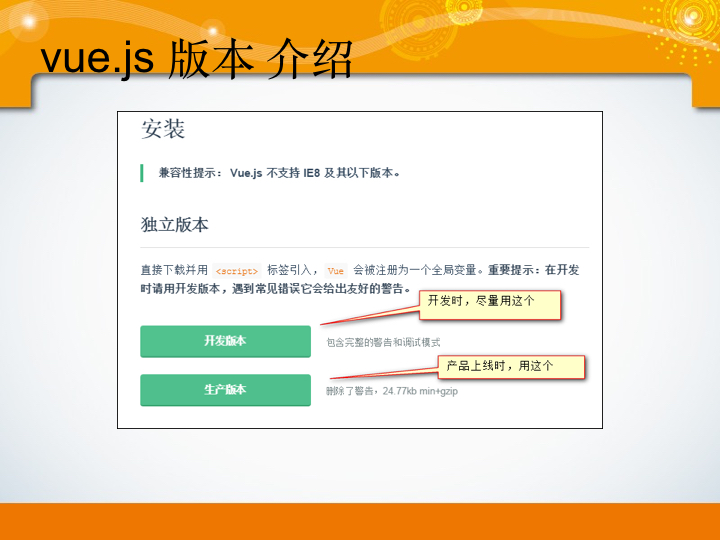 vue.js 版本 介绍
安装
兼容性提示： Vue.js 不支持 IE8 及其以下版本。
独立版本
直接下载并用 <script> 标签引入， Vue 会被注册为一个全局变量。重要提示：在开发
时请用开发版本，遇到常见错误它会给出友好的警告。
开发时，尽量用这个
开发版本
包含完整的警告和调试模式
产品上线时，用这个
生产版本
删除了警告，24.77kb min+gzip